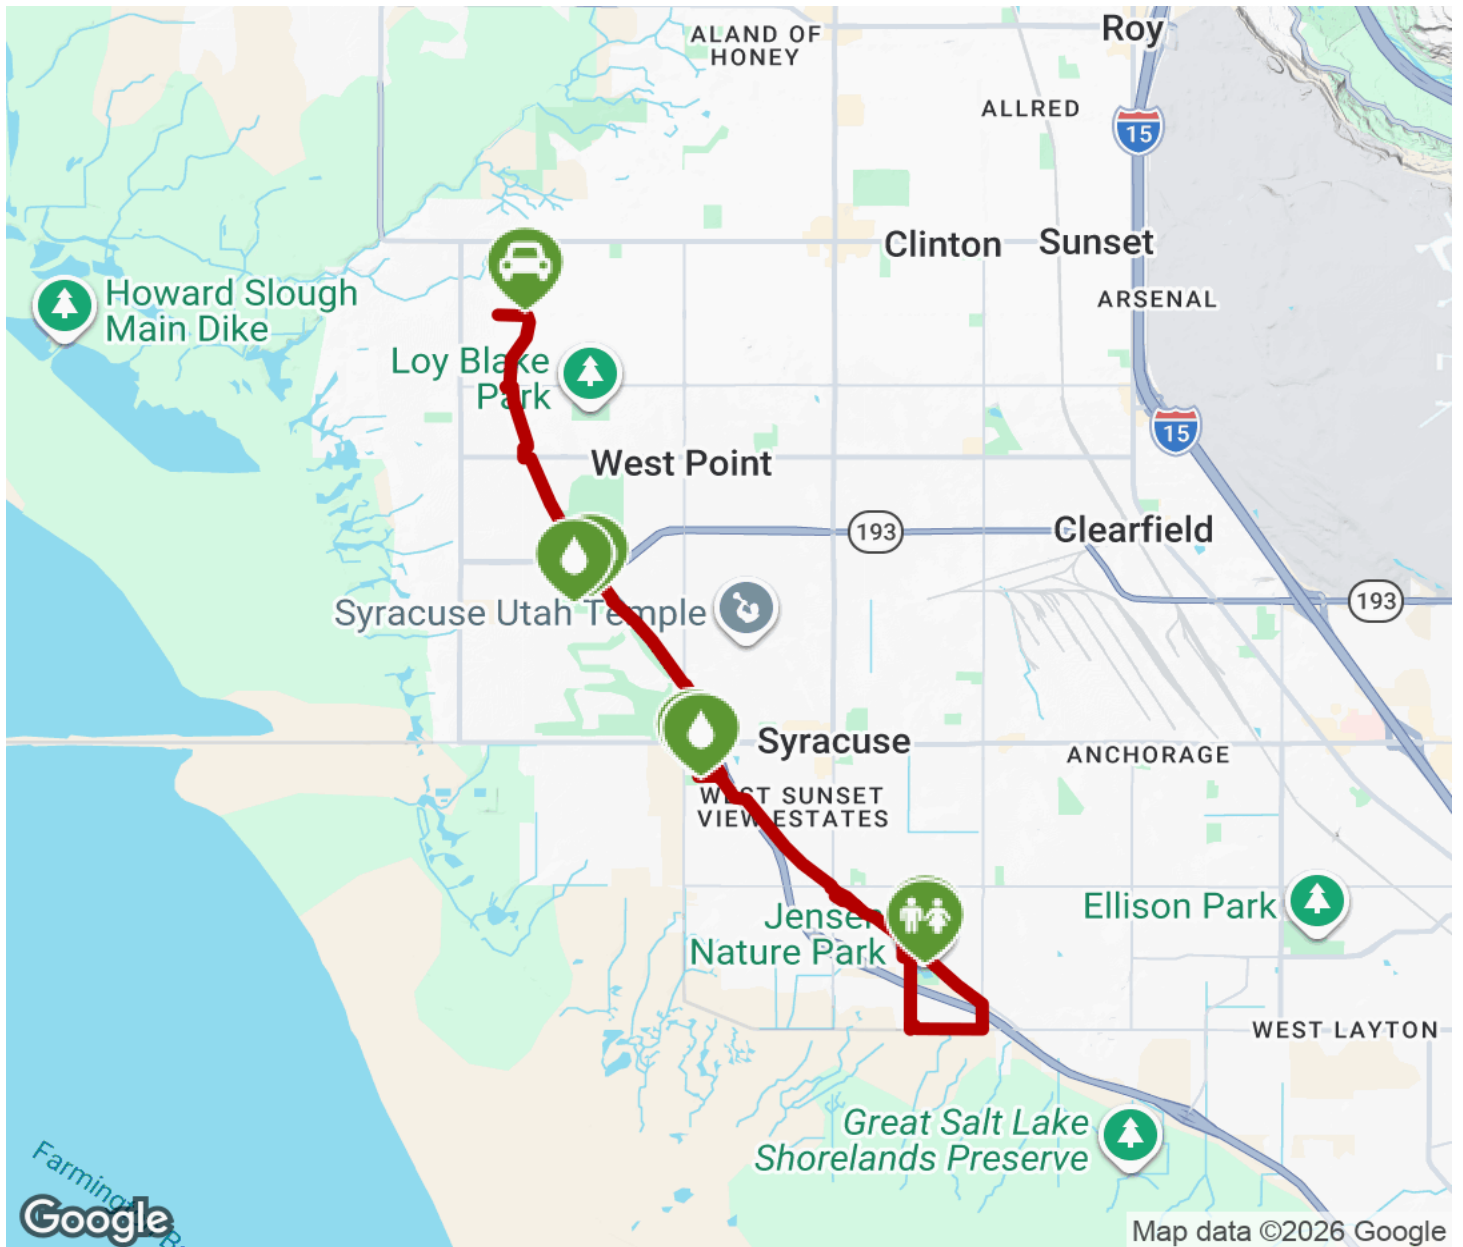 Roy
ALAND OF
HONEY
ALLRED
15
Clinton
Sunset
ARSENAL
Howard Slough
Main Dike
Loy Blake
Park
15
West Point
193
Clearfield
193
Syracuse Utah Temple
Syracuse
ANCHORAGE
WEST SUNSET
VIEW ESTATES
Jensen
Nature Park
Ellison Park
WEST LAYTON
Great Salt Lake
Shorelands Preserve
Google
Map data ©2026 Google